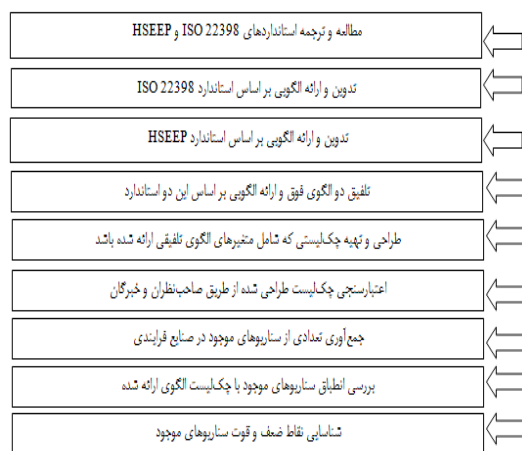 مطالعه و ترجمه استانداردهای ISO 22398 و HSEEP
تدوین و ارائه الگویی بر اساس استاندارد ISO 22398
تدوین و ارائه الگویی بر اساس استاندارد HSEEP
تلفیق دو الگوی فوق و ارائه الگویی بر اساس این دو استاندارد
طراحی و تهیه چک‌لیستی که شامل متغیرهای الگوی تلفیقی ارائه شده باشد
اعتبارسنجی چک‌لیست طراحی شده از طریق صاحب‌نظران و خبرگان
جمع‌آوری تعدادی از سناریوهای موجود در صنایع فرایندی
بررسی انطباق سناریوهای موجود با چک‌لیست الگوی ارائه شده
شناسایی نقاط ضعف و قوت سناریوهای موجود